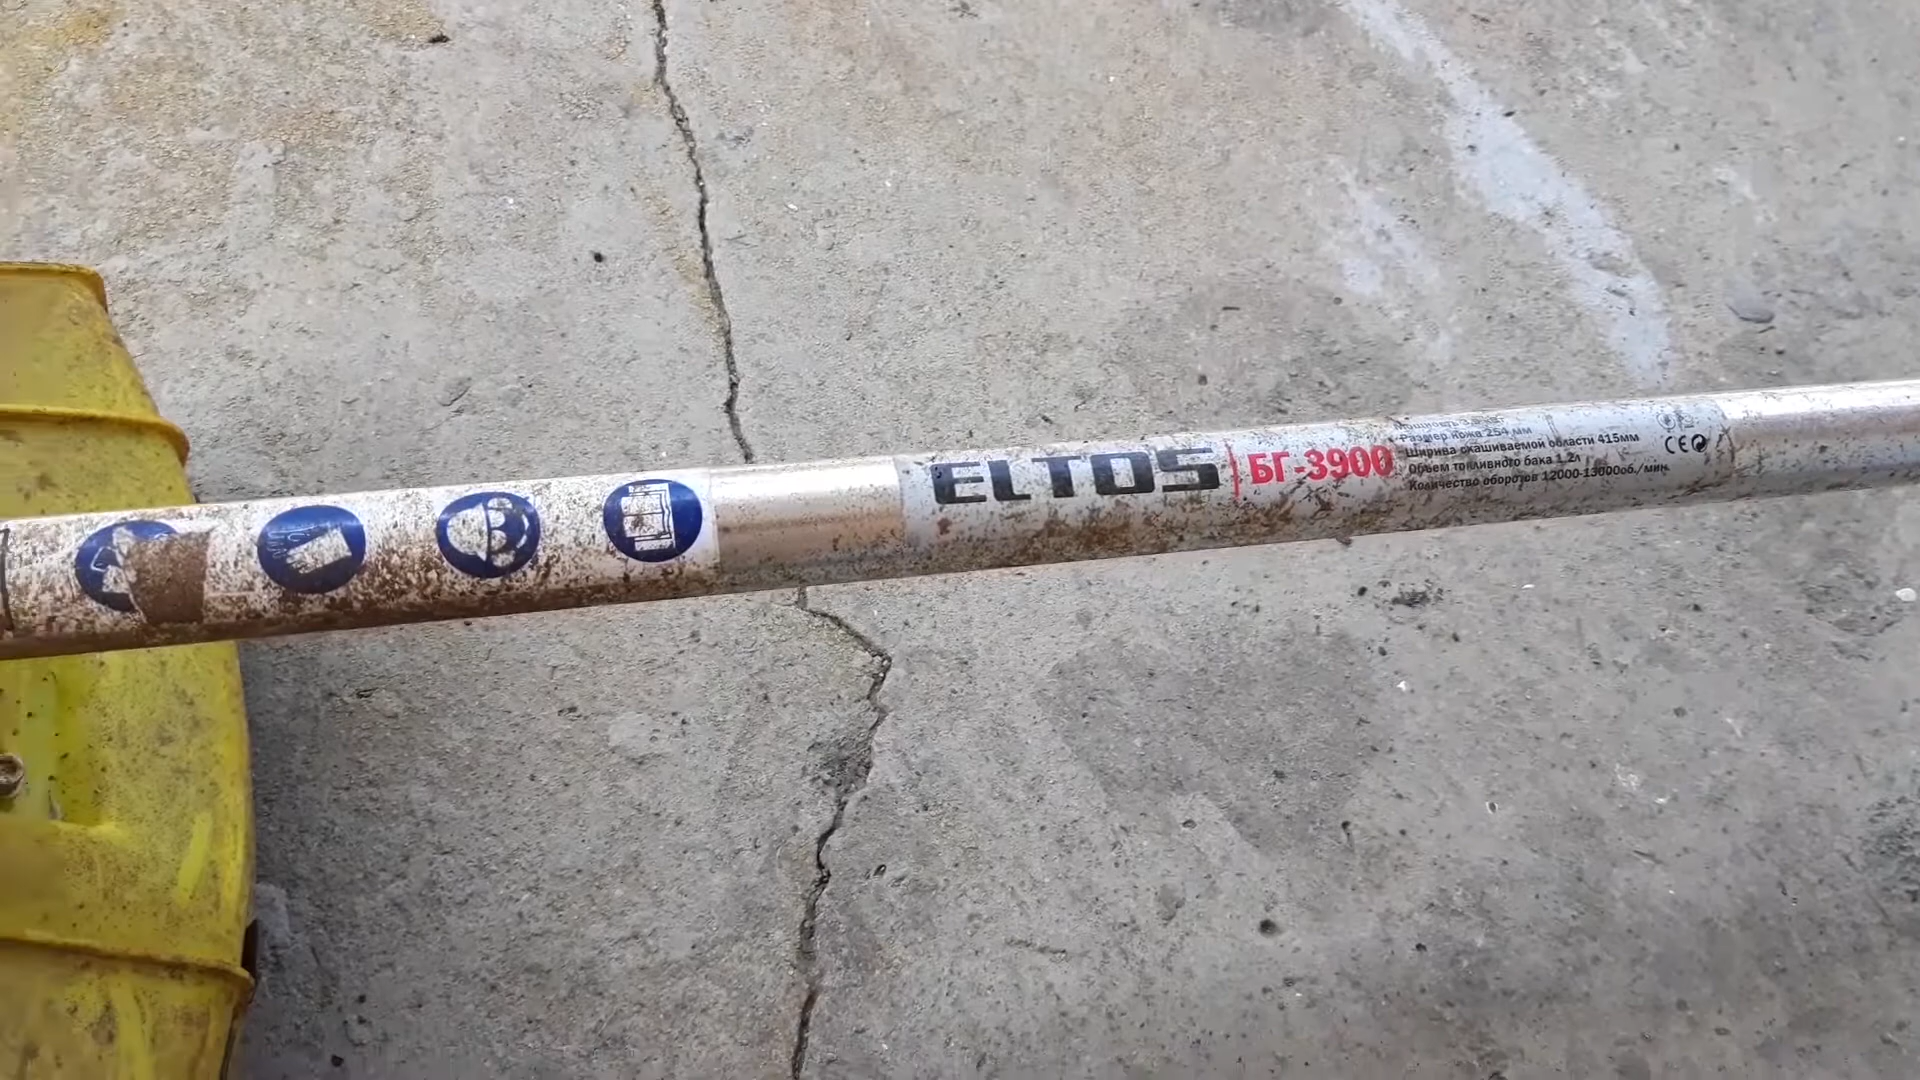 ELTOS
БГ-3900
Мощность
Размер ножа 254 мм
Ширина скашиваемой области 415мм
Объем топливного бака 1,2л
Количество оборотов 12000-13000об./мин.
CE